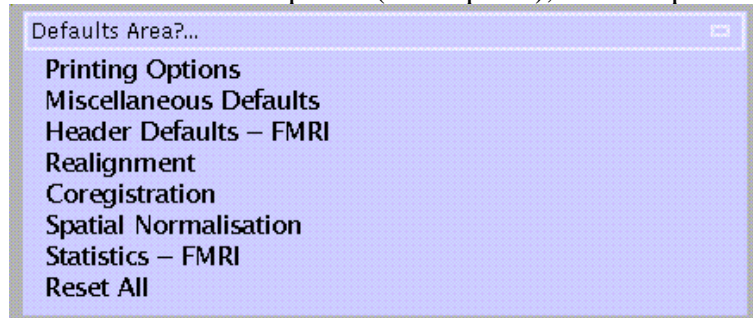 Defaults Area?...
Printing Options
Miscellaneous Defaults
Header Defaults – FMRI
Realignment
Coregistration
Spatial Normalisation
Statistics – FMRI
Reset All